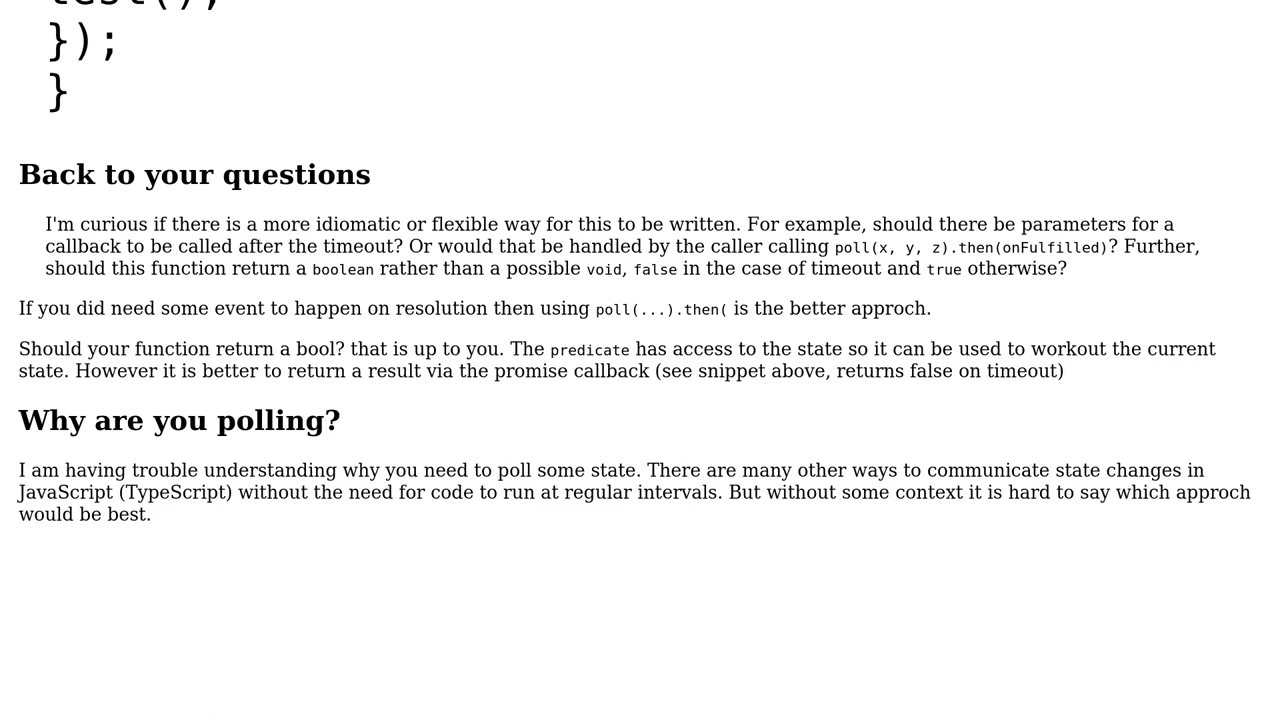 test();
});
}
Back to your questions
I'm curious if there is a more idiomatic or flexible way for this to be written. For example, should there be parameters for a
callback to be called after the timeout? Or would that be handled by the caller calling poll(x, y, z).then(onFulfilled)? Further,
should this function return a boolean rather than a possible void, false in the case of timeout and true otherwise?
If you did need some event to happen on resolution then using poll(...).then( is the better approch.
Should your function return a bool? that is up to you. The predicate has access to the state so it can be used to workout the current
state. However it is better to return a result via the promise callback (see snippet above, returns false on timeout)
Why are you polling?
I am having trouble understanding why you need to poll some state. There are many other ways to communicate state changes in
JavaScript (TypeScript) without the need for code to run at regular intervals. But without some context it is hard to say which approch
would be best.